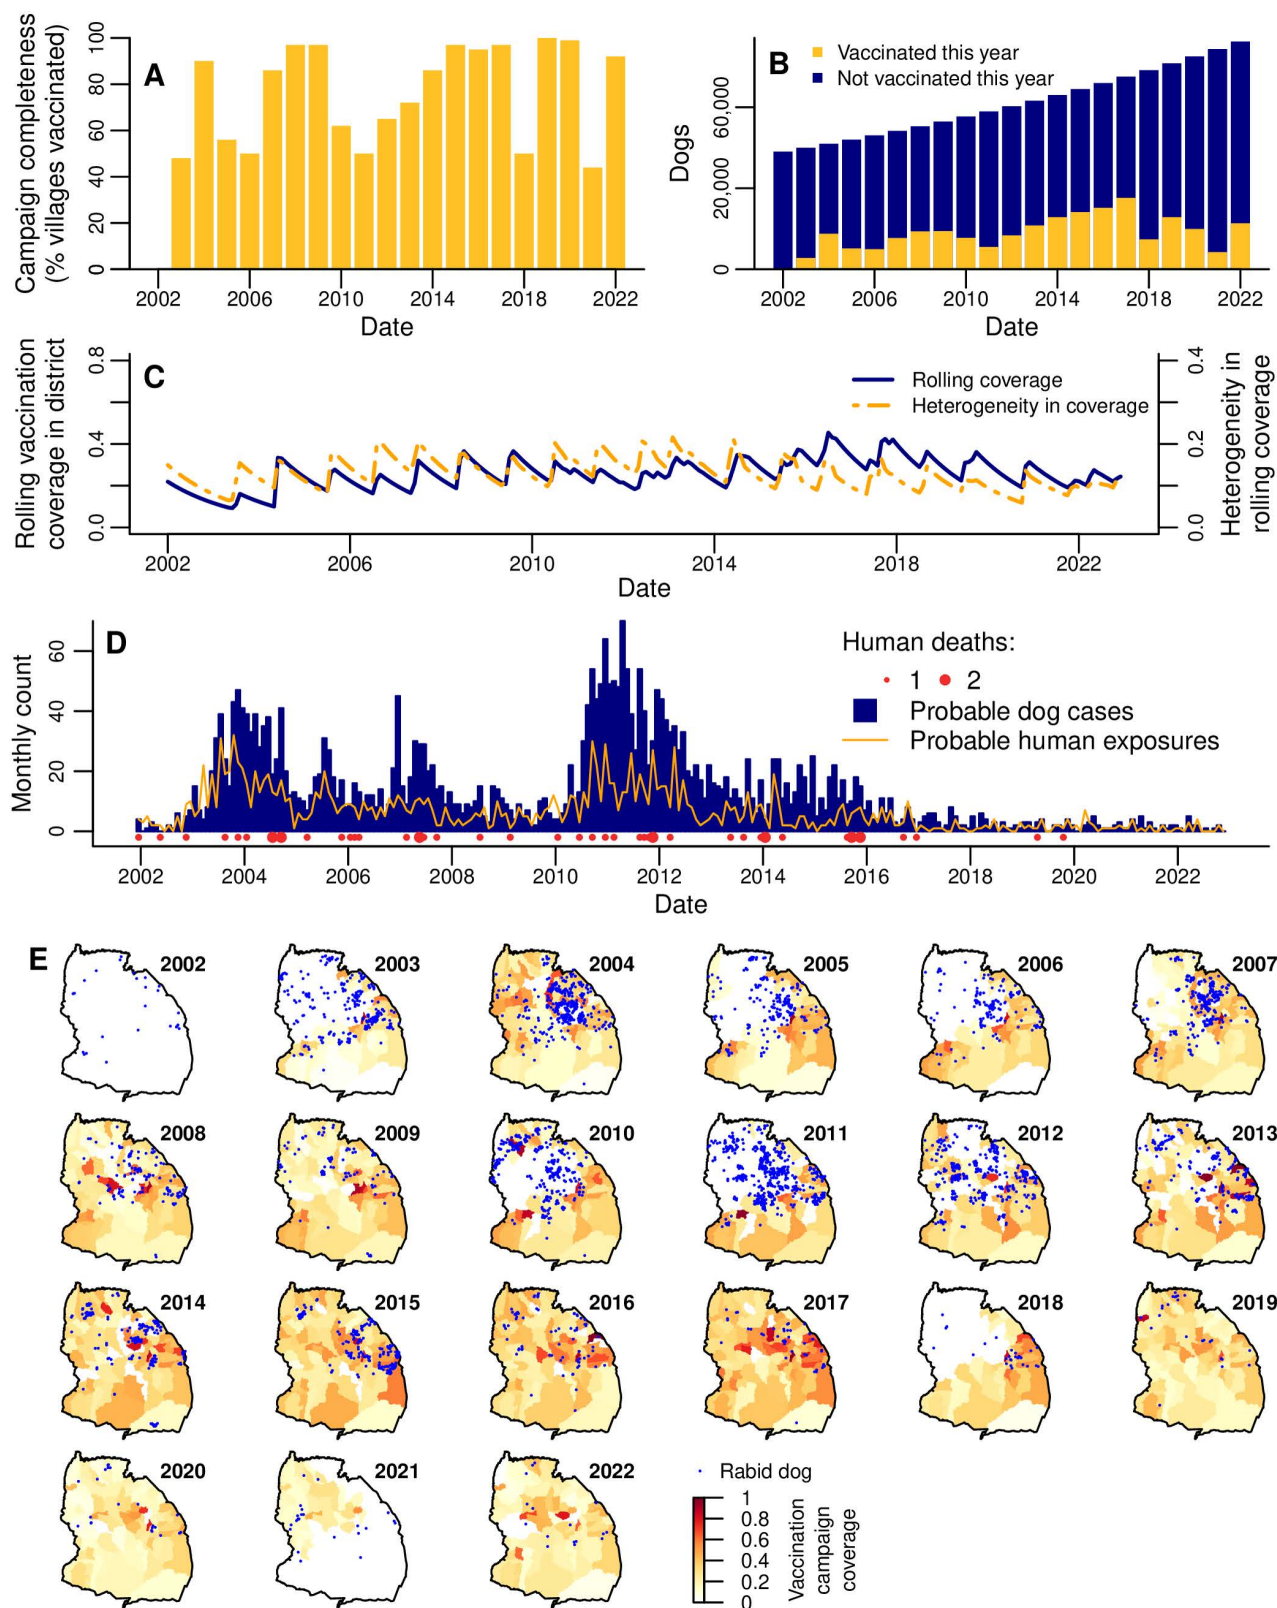 A
Campaign completeness
(% villages vaccinated)
100
80
60
40
20
0
2002 2006 2010 2014 2018 2022
Date
B
Vaccinated this year
Not vaccinated this year
Dogs
60,000
20,000
0
2002 2006 2010 2014 2018 2022
Date
C
Rolling vaccination
coverage in district
0.8
0.4
0.0
Rolling coverage
Heterogeneity in coverage
0.4
0.2
0.0
Heterogeneity in
rolling coverage
2002 2006 2010 2014 2018 2022
Date
D
Monthly count
60
40
20
0
Human deaths:
1 2
Probable dog cases
Probable human exposures
2002 2004 2006 2008 2010 2012 2014 2016 2018 2020 2022
Date
E
2002 2003 2004 2005 2006 2007
2008 2009 2010 2011 2012 2013
2014 2015 2016 2017 2018 2019
2020 2021 2022
Rabid dog
1
0.8
0.6
0.4
0.2
0
Vaccination
campaign
coverage